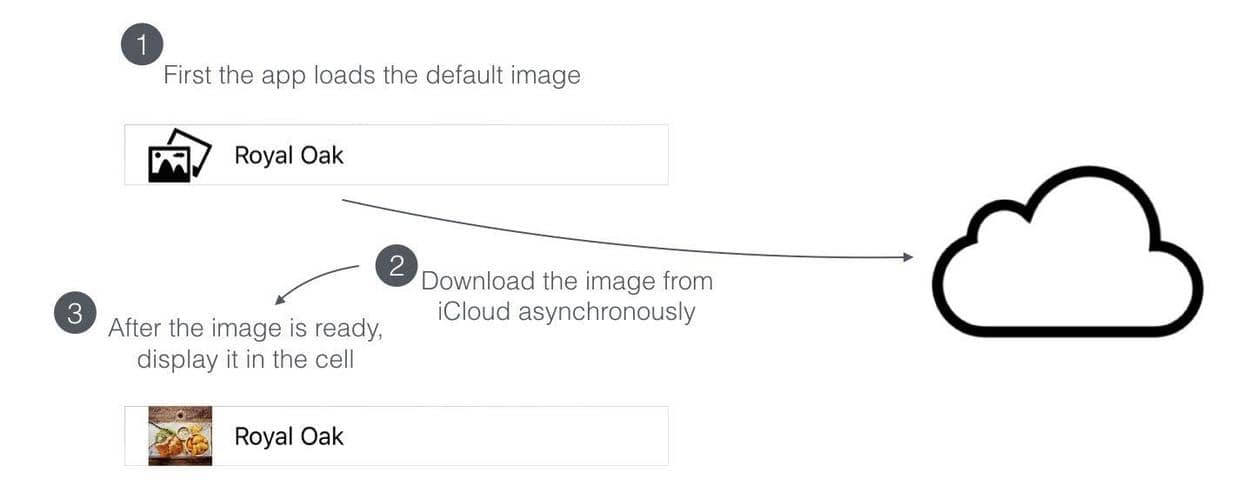 1
First the app loads the default image
Royal Oak
2
Download the image from
iCloud asynchronously
3
After the image is ready,
display it in the cell
Royal Oak